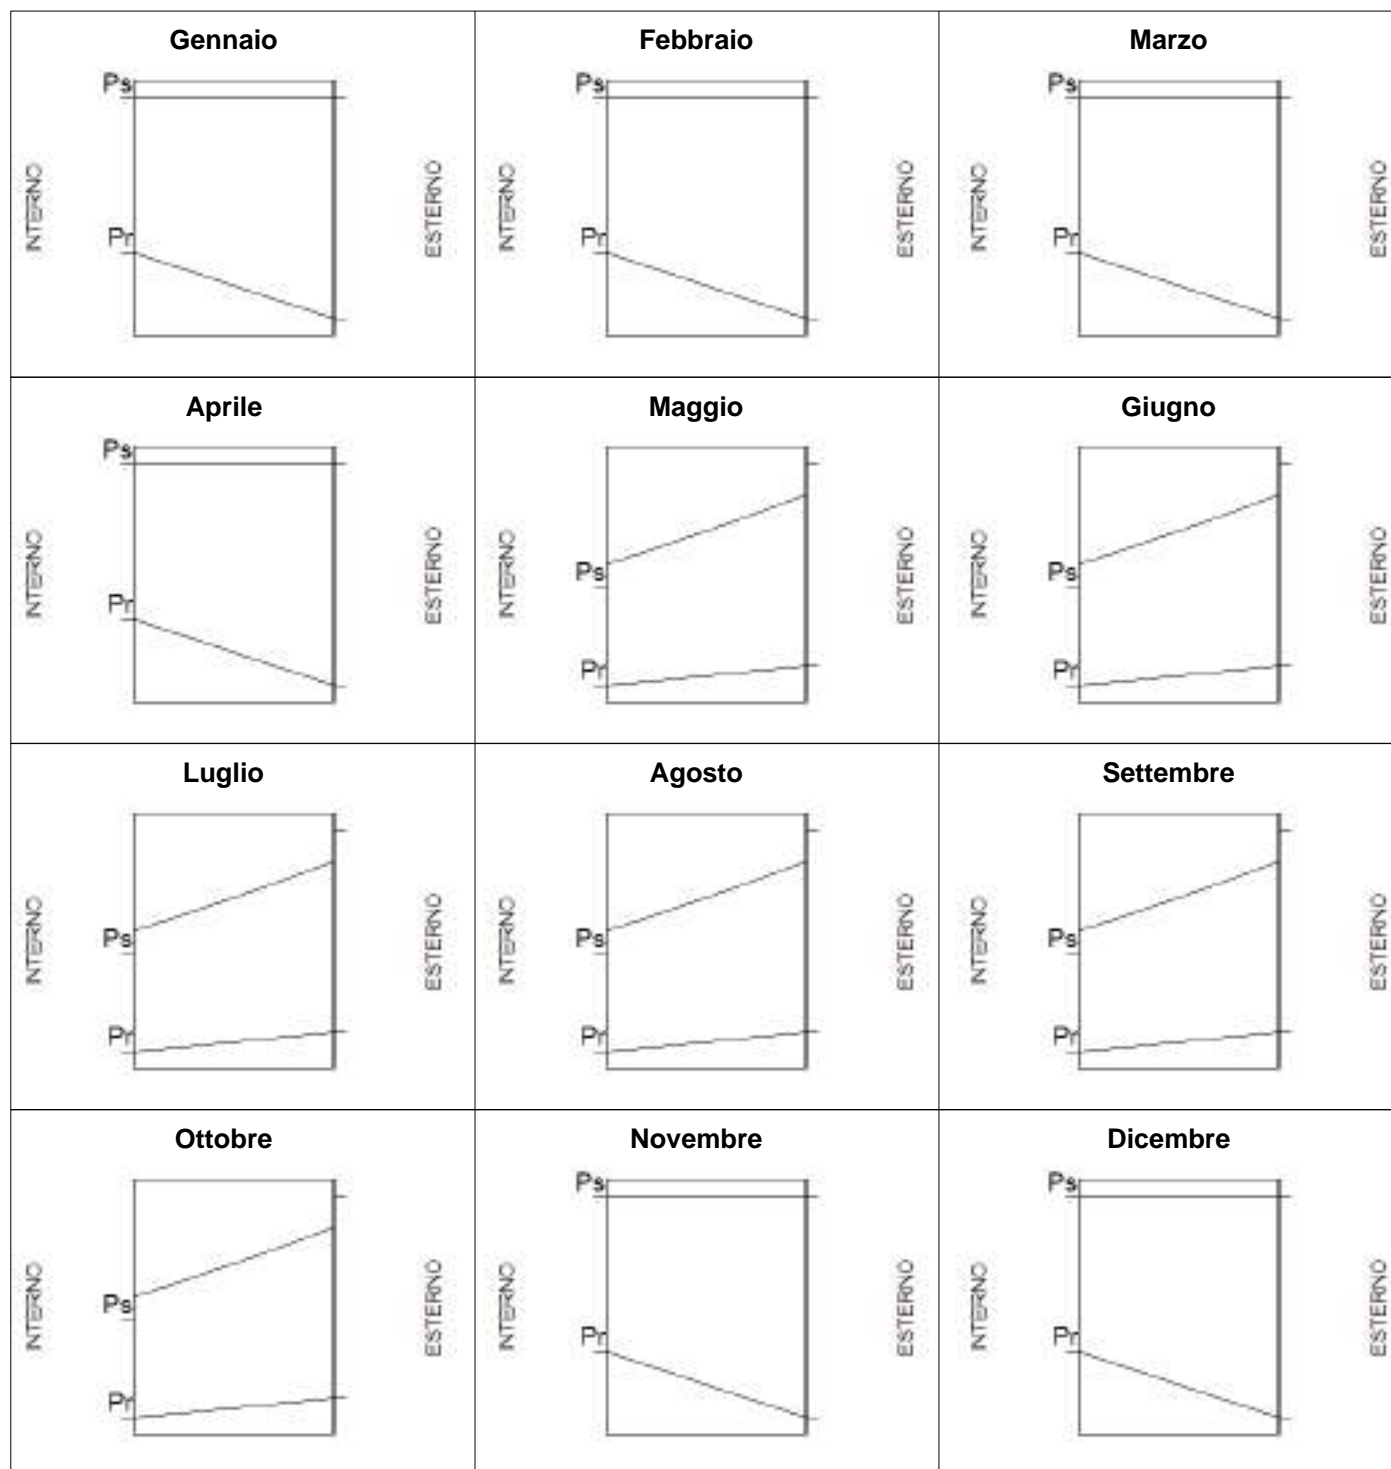 Gennaio
Ps
Pr
INTERNO
ESTERNO
Febbraio
Ps
Pr
INTERNO
ESTERNO
Marzo
Ps
Pr
INTERNO
ESTERNO
Aprile
Ps
Pr
INTERNO
ESTERNO
Maggio
Ps
Pr
INTERNO
ESTERNO
Giugno
Ps
Pr
INTERNO
ESTERNO
Luglio
Ps
Pr
INTERNO
ESTERNO
Agosto
Ps
Pr
INTERNO
ESTERNO
Settembre
Ps
Pr
INTERNO
ESTERNO
Ottobre
Ps
Pr
INTERNO
ESTERNO
Novembre
Ps
Pr
INTERNO
ESTERNO
Dicembre
Ps
Pr
INTERNO
ESTERNO